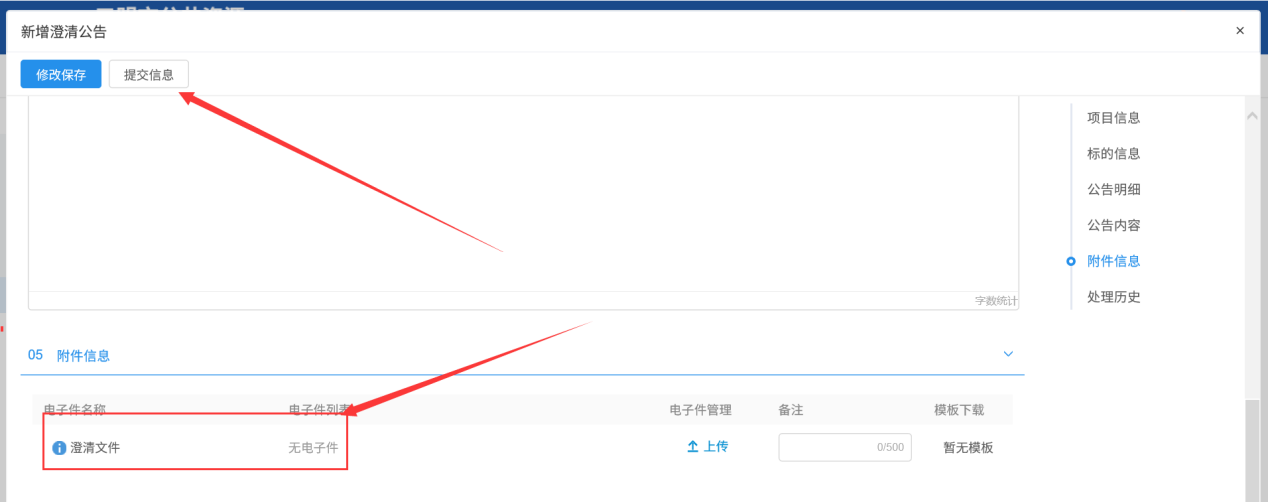 新增澄清公告
×
修改保存 提交信息
项目信息
标的信息
公告明细
公告内容
附件信息
处理历史
字数统计
05 附件信息
电子件名称 电子件列表 电子件管理 备注 模板下载
澄清文件 无电子件 上传 0/500 暂无模板